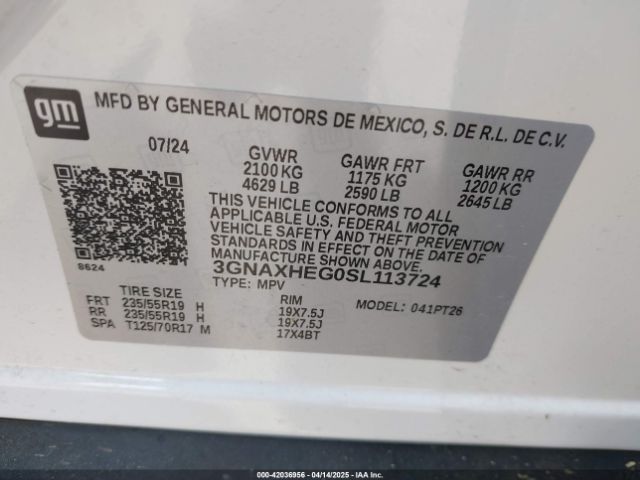 gm
MFD BY GENERAL MOTORS DE MEXICO, S. DE R.L. DE C.V.
07/24
GVWR GAWR FRT GAWR RR
2100 KG 1175 KG 1200 KG
4629 LB 2590 LB 2645 LB
THIS VEHICLE CONFORMS TO ALL
APPLICABLE U.S. FEDERAL MOTOR
VEHICLE SAFETY AND THEFT PREVENTION
STANDARDS IN EFFECT ON THE DATE OF
MANUFACTURE SHOWN ABOVE.
8624
3GNAXHEG0SL113724
TYPE: MPV
TIRE SIZE RIM MODEL: 041PT26
FRT 235/55R19 H 19X7.5J
RR 235/55R19 H 19X7.5J
SPA T125/70R17 M 17X4BT
000-42036956 | 04/14/2025 | IAA Inc.